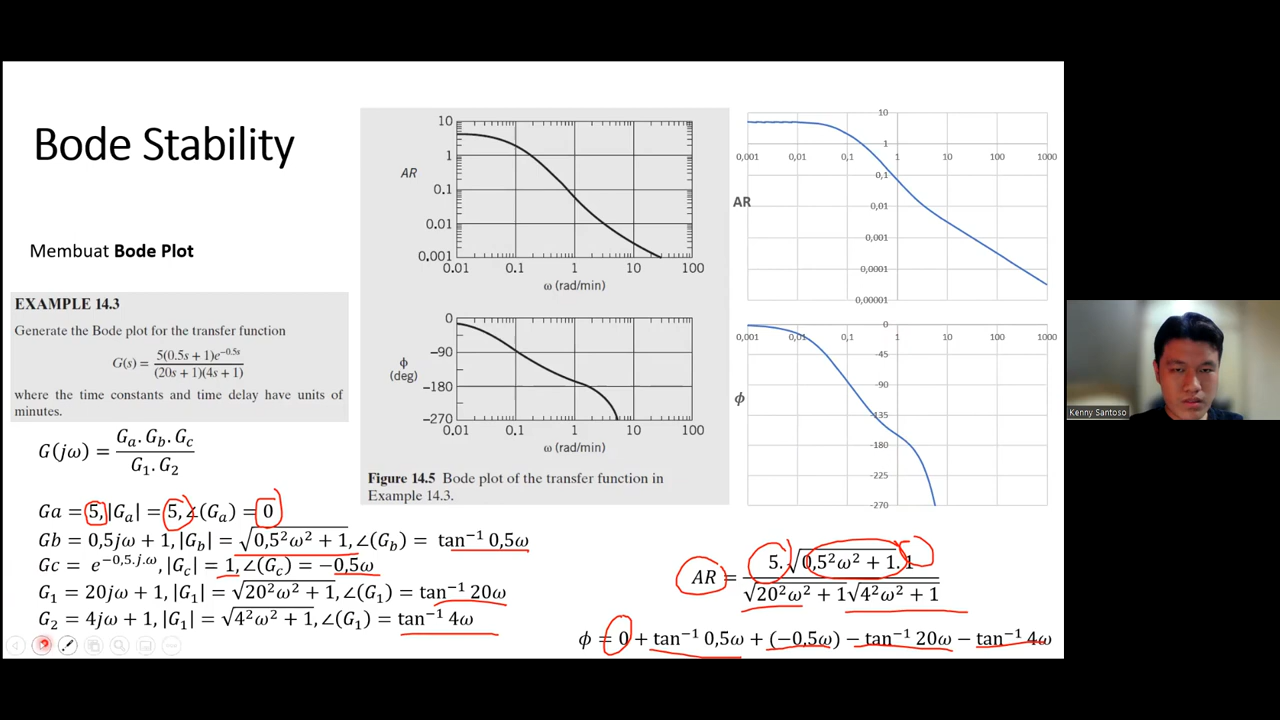 Bode Stability
Membuat Bode Plot
EXAMPLE 14.3
Generate the Bode plot for the transfer function
G(s) = 5(0.5s + 1)e^−0.5s / (20s + 1)(4s + 1)
where the time constants and time delay have units of
minutes.
G(jω) = Ga. Gb. Gc / G1. G2
Ga = 5, |Ga| = 5, ∠(Ga) = 0
Gb = 0,5jω + 1, |Gb| = √(0,5²ω² + 1), ∠(Gb) = tan⁻¹ 0,5ω
Gc = e^−0,5.j.ω, |Gc| = 1, ∠(Gc) = −0,5ω
G1 = 20jω + 1, |G1| = √(20²ω² + 1), ∠(G1) = tan⁻¹ 20ω
G2 = 4jω + 1, |G1| = √(4²ω² + 1), ∠(G1) = tan⁻¹ 4ω
10
1
AR
0.1
0.01
0.001
0.01 0.1 1 10 100
ω (rad/min)
0
−90
ϕ
(deg)
−180
−270
0.01 0.1 1 10 100
ω (rad/min)
Figure 14.5 Bode plot of the transfer function in
Example 14.3.
10
1
0,001 0,01 0,1 1 10 100 1000
0,1
AR
0,01
0,001
0,0001
0,00001
0
0,001 0,01 0,1 1 10 100 1000
-45
-90
ϕ
-135
-180
-225
-270
AR = 5. √(0,5²ω² + 1). 1 / √(20²ω² + 1)√(4²ω² + 1)
ϕ = 0 + tan⁻¹ 0,5ω + (−0,5ω) − tan⁻¹ 20ω − tan⁻¹ 4ω
Kenny Santoso